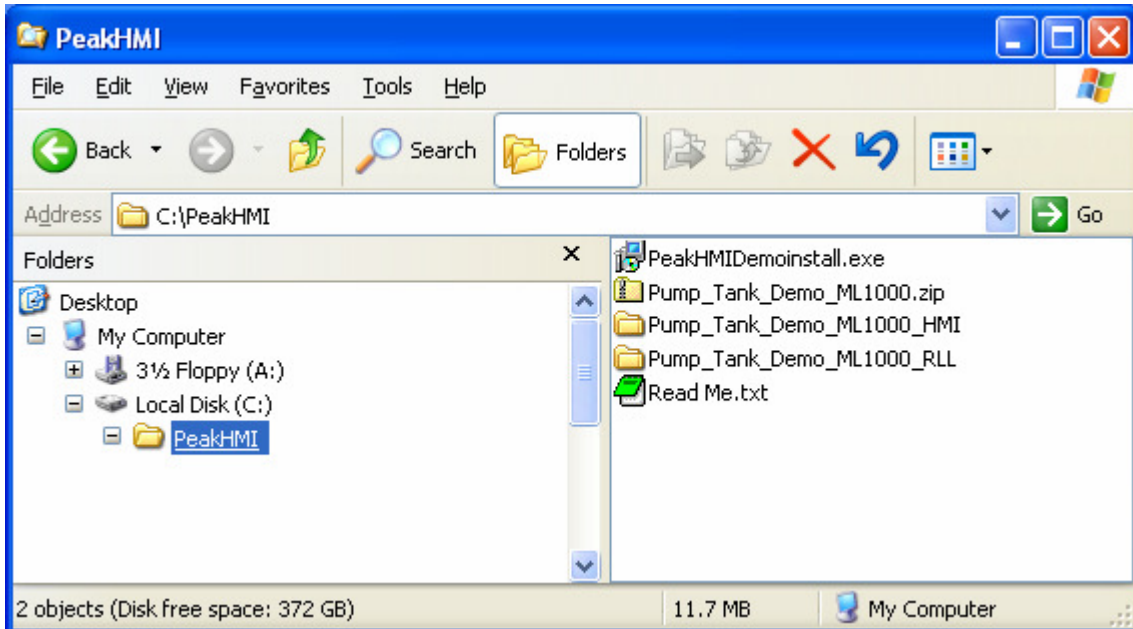 PeakHMI
File Edit View Favorites Tools Help
Back Search Folders
Address C:\PeakHMI Go
Folders
Desktop
My Computer
3½ Floppy (A:)
Local Disk (C:)
PeakHMI
PeakHMIDemoinstall.exe
Pump_Tank_Demo_ML1000.zip
Pump_Tank_Demo_ML1000_HMI
Pump_Tank_Demo_ML1000_RLL
Read Me.txt
2 objects (Disk free space: 372 GB) 11.7 MB My Computer